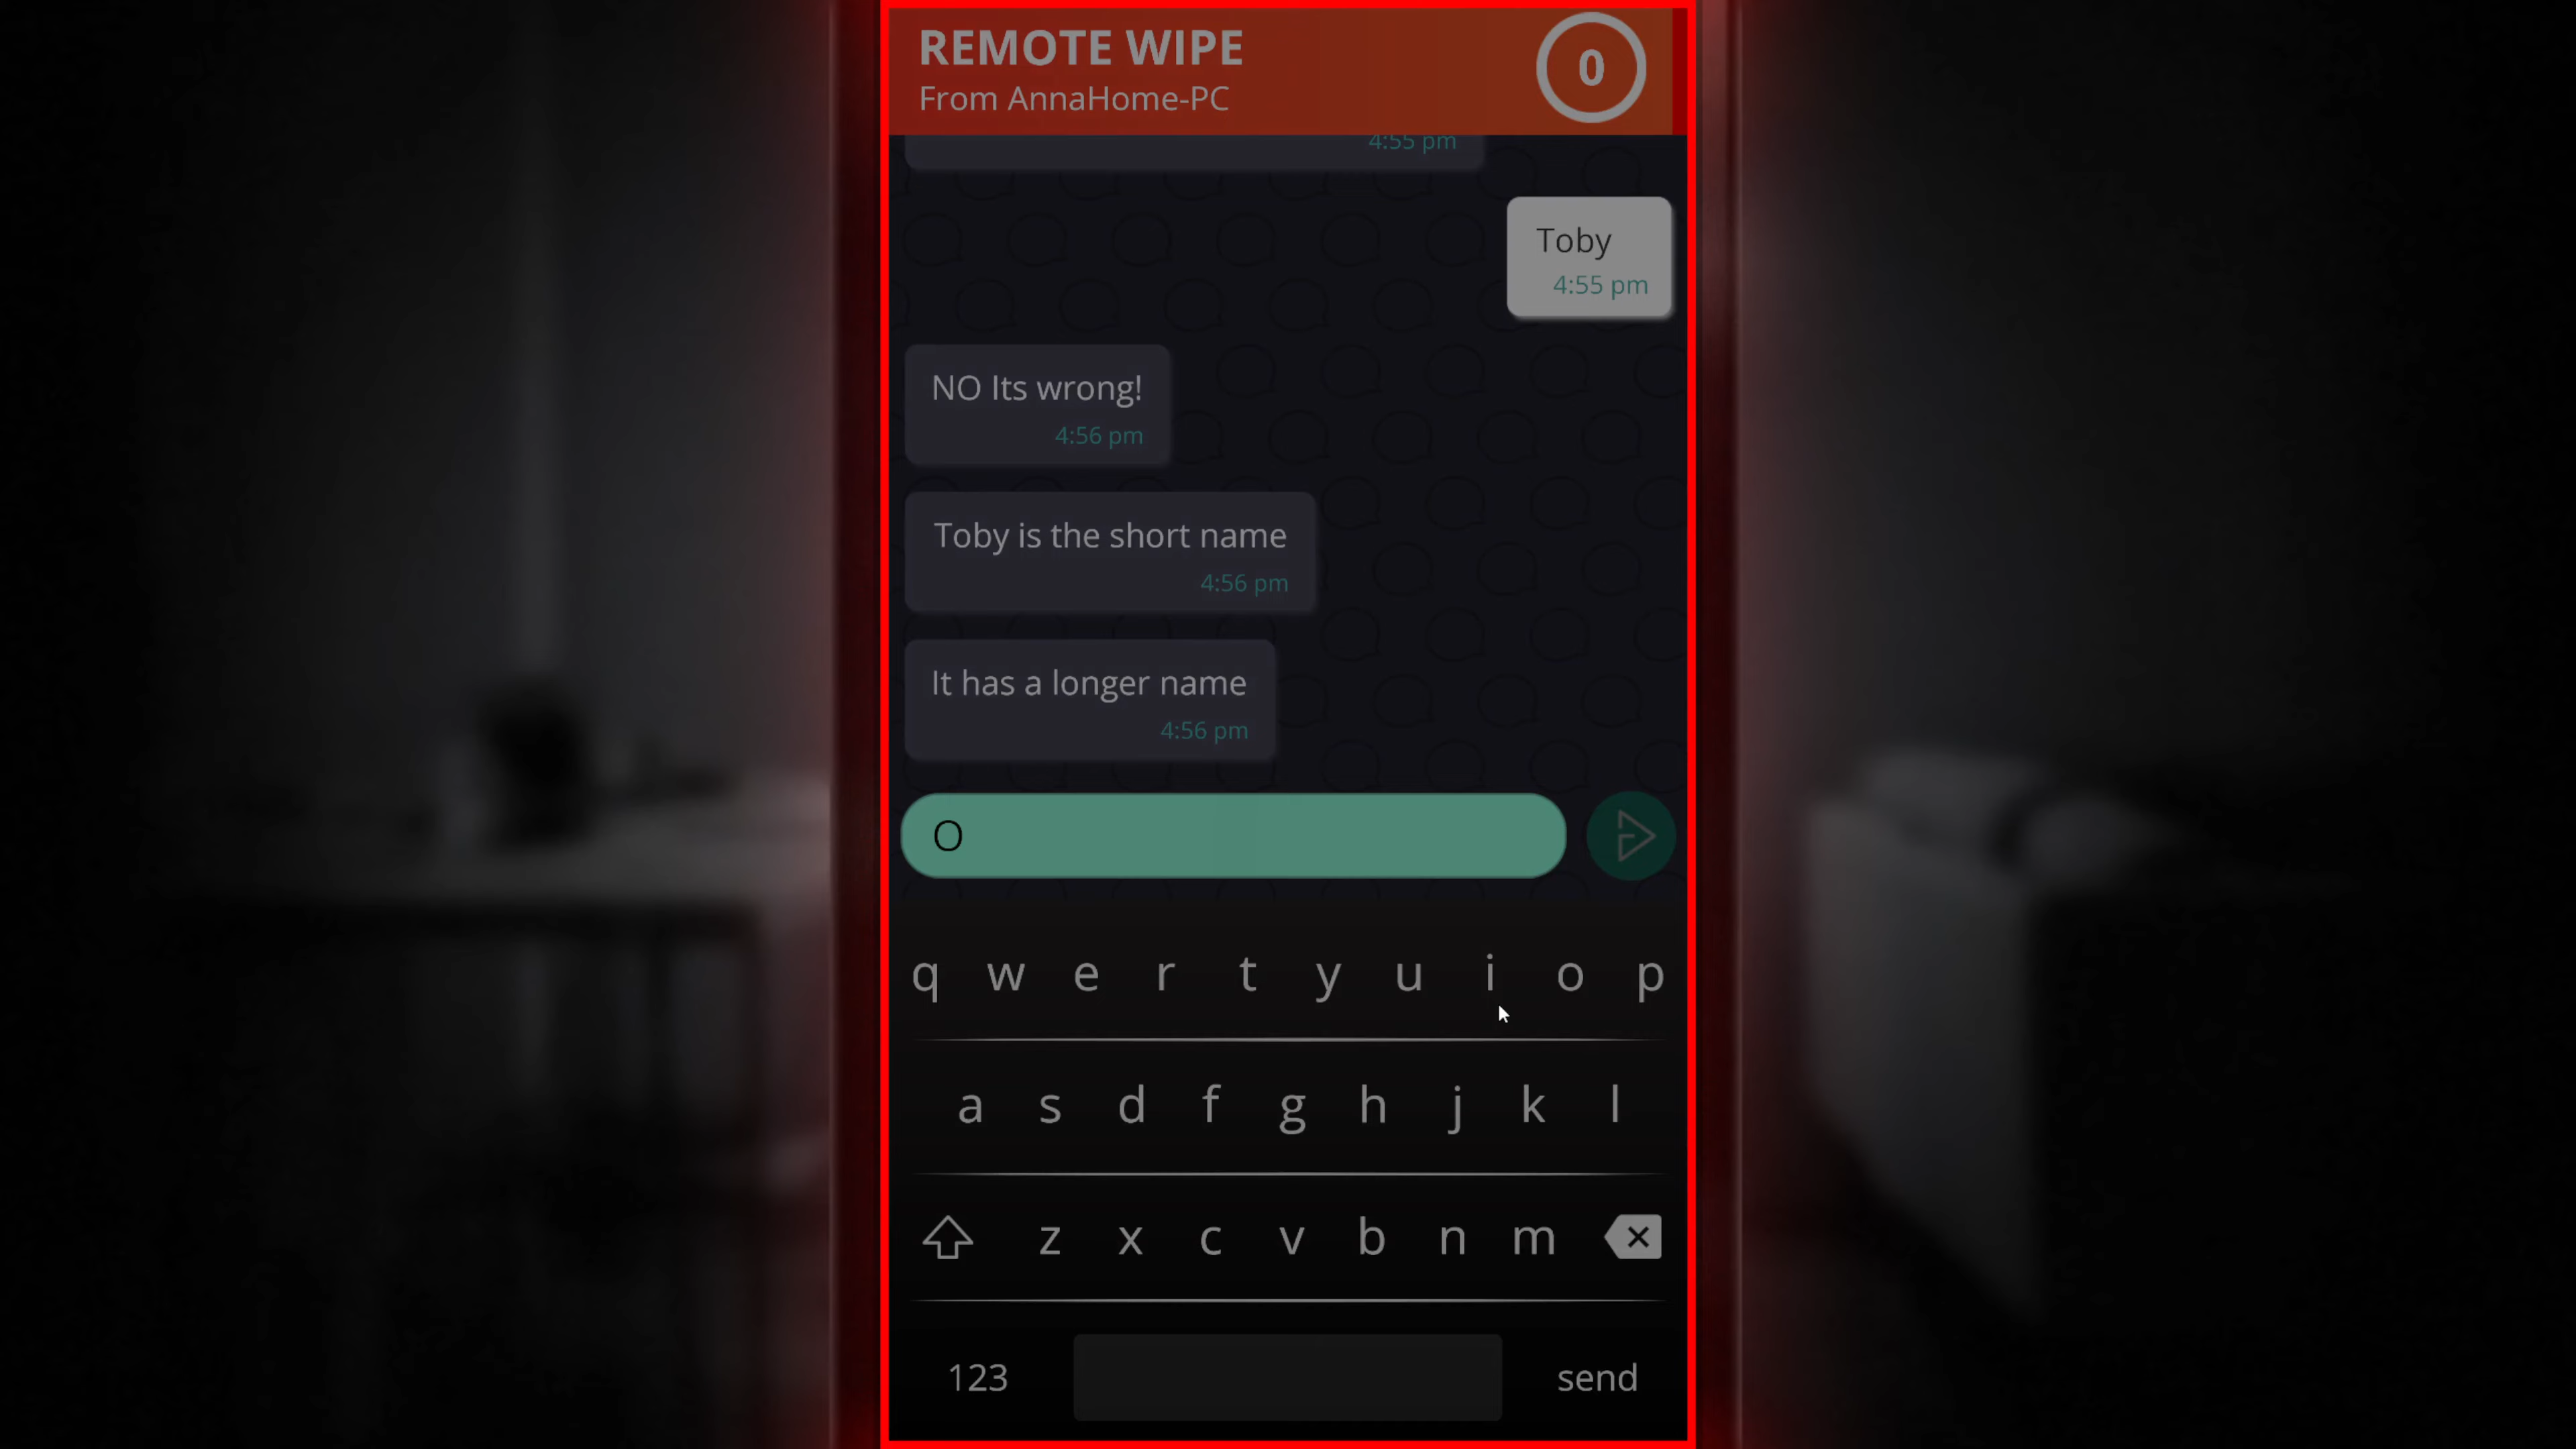 REMOTE WIPE
0
From AnnaHome-PC
4:55 pm
Toby
4:55 pm
NO Its wrong!
4:56 pm
Toby is the short name
4:56 pm
It has a longer name
4:56 pm
O
q w e r t y u i o p
a s d f g h j k l
z x c v b n m
123 send